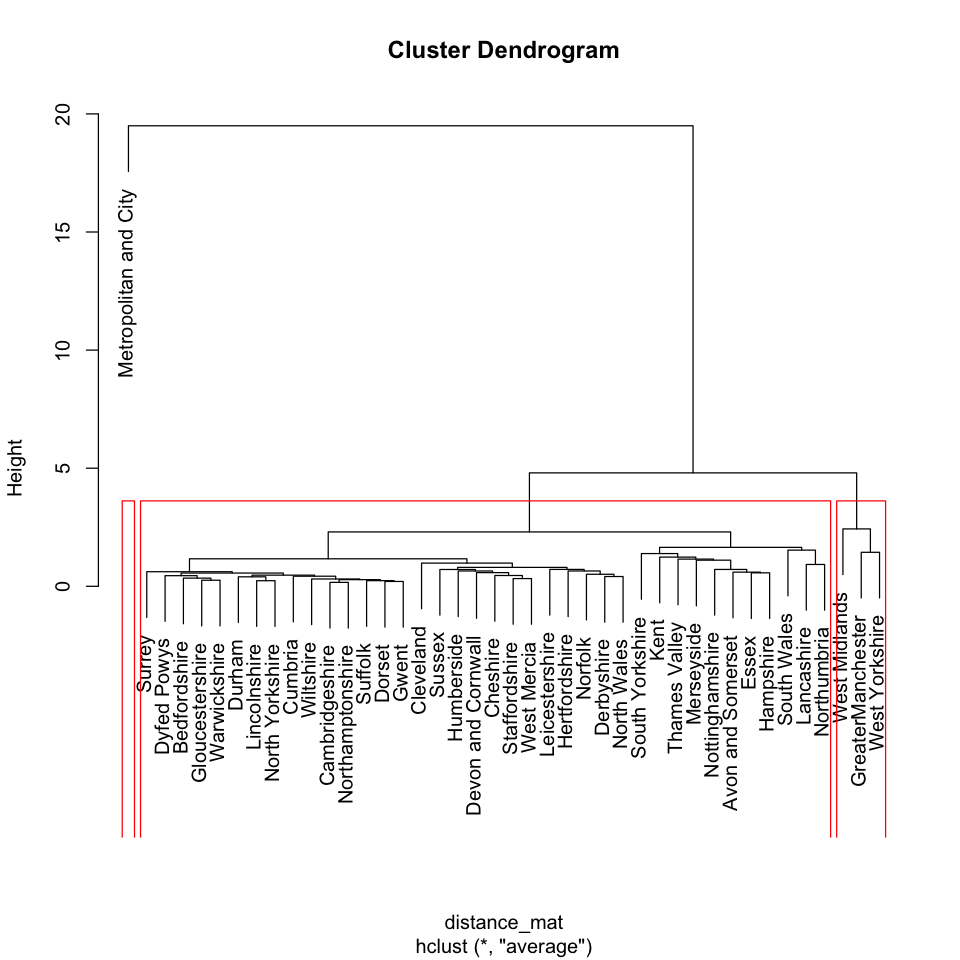 Cluster Dendrogram
Height
20
15
10
5
0
Metropolitan and City
Surrey
Dyfed Powys
Bedfordshire
Gloucestershire
Warwickshire
Durham
Lincolnshire
North Yorkshire
Cumbria
Wiltshire
Cambridgeshire
Northamptonshire
Suffolk
Dorset
Gwent
Cleveland
Sussex
Humberside
Devon and Cornwall
Cheshire
Staffordshire
West Mercia
Leicestershire
Hertfordshire
Norfolk
Derbyshire
North Wales
South Yorkshire
Kent
Thames Valley
Merseyside
Nottinghamshire
Avon and Somerset
Essex
Hampshire
South Wales
Lancashire
Northumbria
West Midlands
GreaterManchester
West Yorkshire
distance_mat
hclust (*, "average")